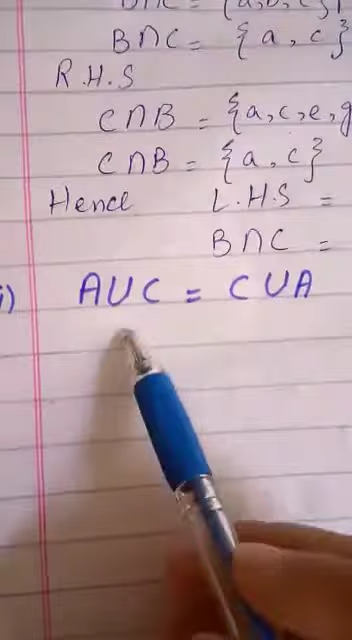 B∩C = {a, b, c,
B∩C = {a, c}
R.H.S
C∩B = {a, c, e, g
C∩B = {a, c}
Hence L.H.S =
B∩C =
i) AUC = CUA